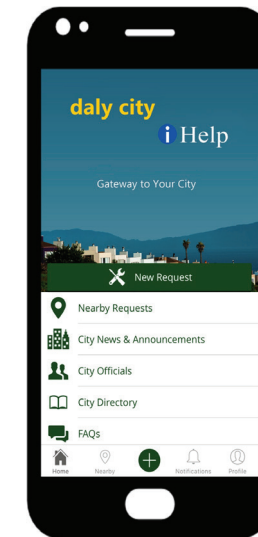 daly city
i Help
Gateway to Your City
New Request
Nearby Requests
City News & Announcements
City Officials
City Directory
FAQs
Home Nearby Notifications Profile